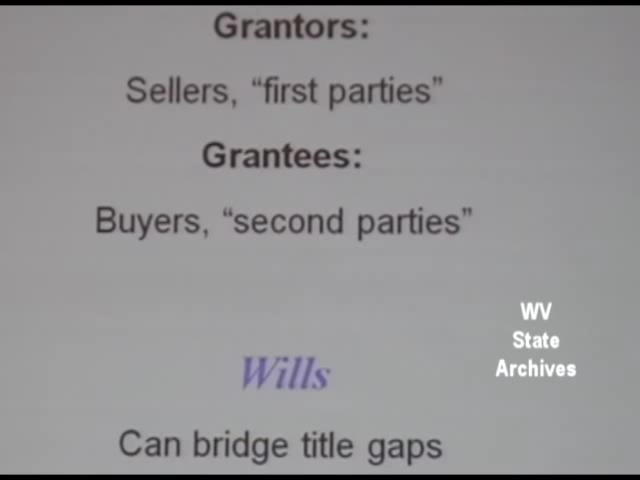 Grantors:
Sellers, “first parties”
Grantees:
Buyers, “second parties”
WV
State
Archives
Wills
Can bridge title gaps